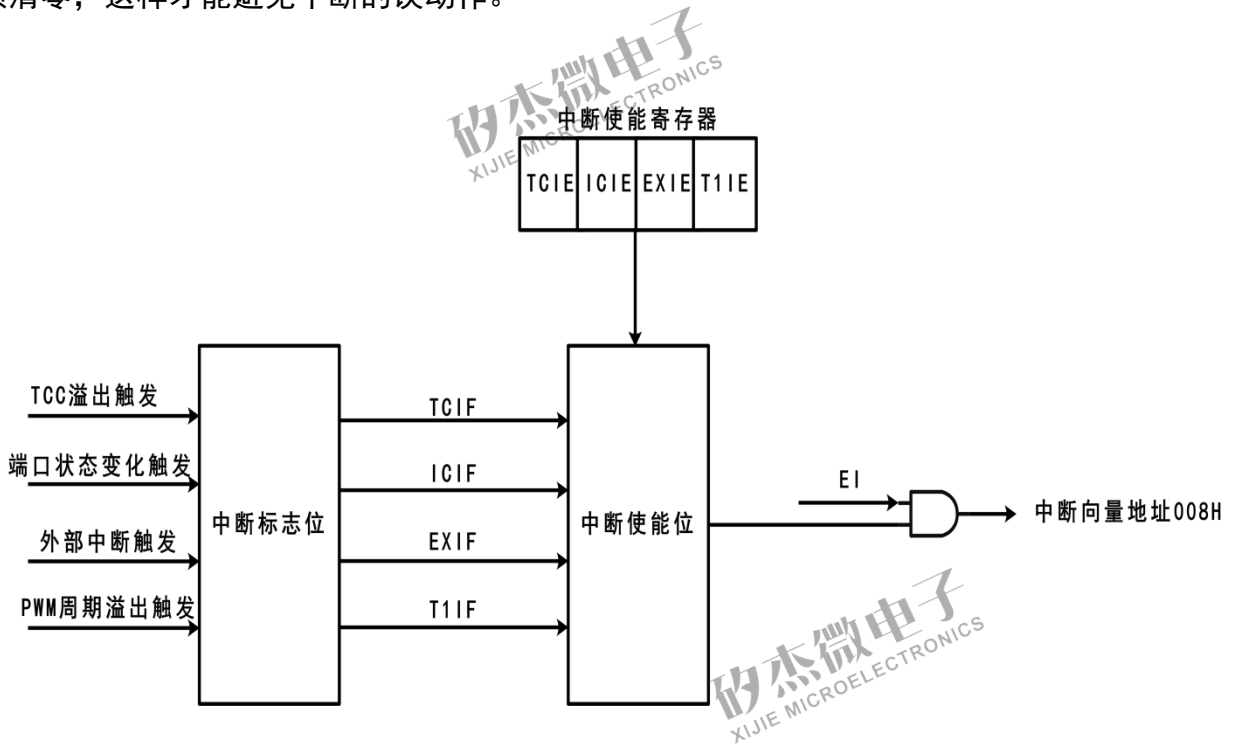 清零，这样才能避免中断的误动作。
矽杰微电子
XIJIE MICROELECTRONICS
中断使能寄存器
TCIE ICIE EXIE T1IE
TCC溢出触发
TCIF
端口状态变化触发
ICIF
EI
中断标志位
中断使能位
中断向量地址008H
外部中断触发
EXIF
PWM周期溢出触发
T1IF
矽杰微电子
XIJIE MICROELECTRONICS